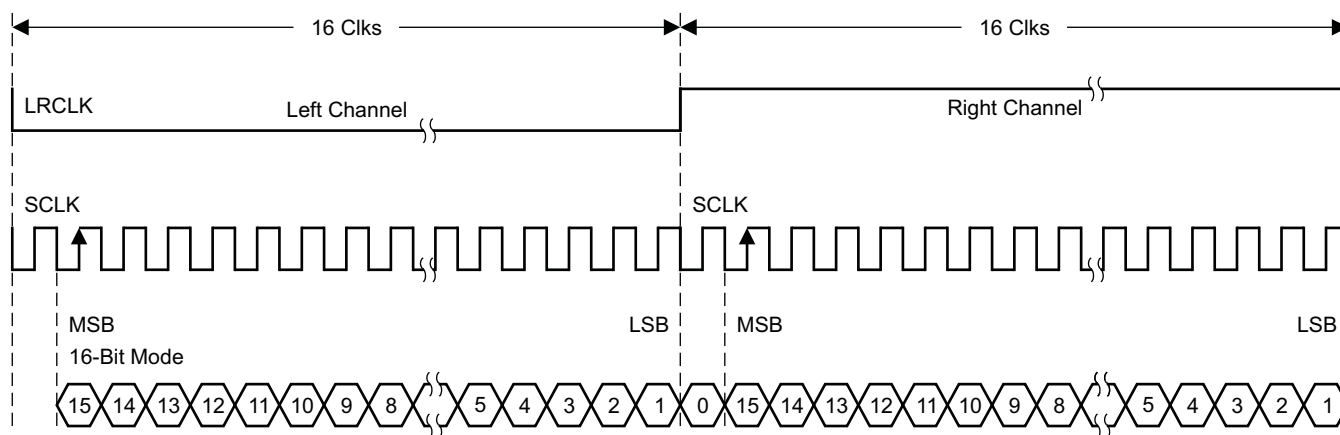 16 Clks 16 Clks
LRCLK Left Channel Right Channel
SCLK SCLK
MSB LSB MSB LSB
16-Bit Mode
15 14 13 12 11 10 9 8 5 4 3 2 1 0 15 14 13 12 11 10 9 8 5 4 3 2 1